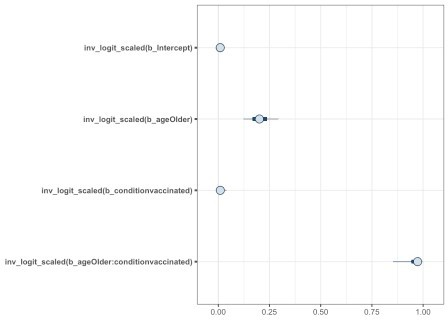 inv_logit_scaled(b_Intercept)
inv_logit_scaled(b_ageOlder)
inv_logit_scaled(b_conditionvaccinated)
inv_logit_scaled(b_ageOlder:conditionvaccinated)
0.00 0.25 0.50 0.75 1.00